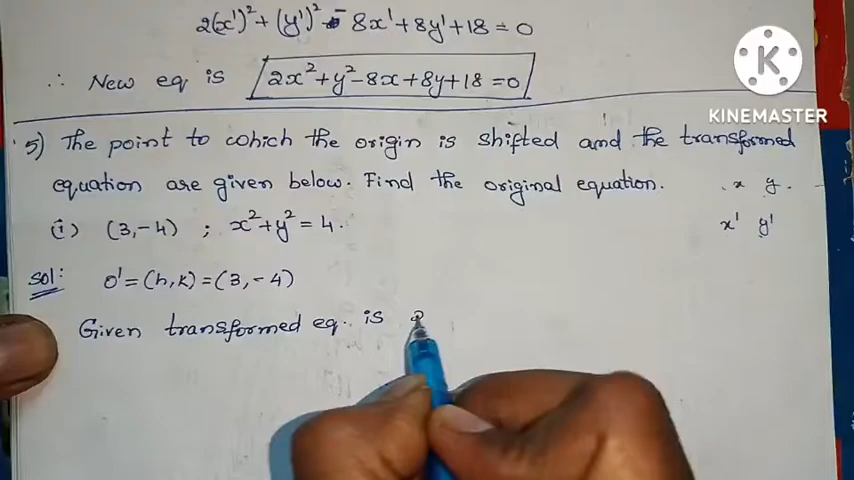 2(x')² + (y')² - 8x' + 8y' + 18 = 0
∴ New eq is 2x² + y² - 8x + 8y + 18 = 0
K
KINEMASTER
5) The point to which the origin is shifted and the transformed
equation are given below. Find the original equation. x y.
(i) (3, -4) ; x² + y² = 4. x' y'
Sol: O' = (h, k) = (3, -4)
Given transformed eq. is